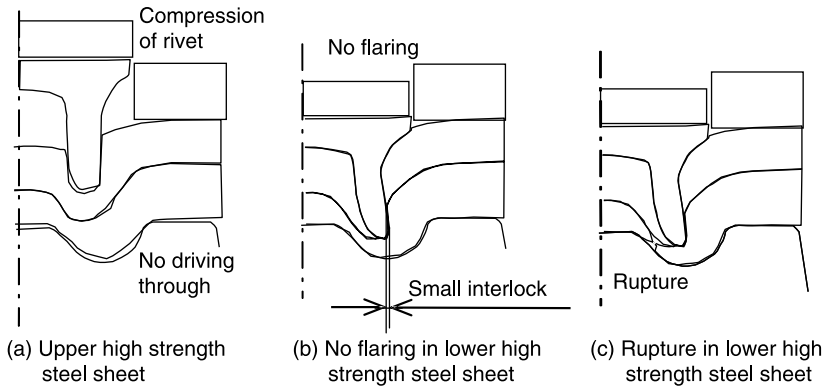 Compression
of rivet
No driving
through
(a) Upper high strength
steel sheet
No flaring
Small interlock
(b) No flaring in lower high
strength steel sheet
Rupture
(c) Rupture in lower high
strength steel sheet